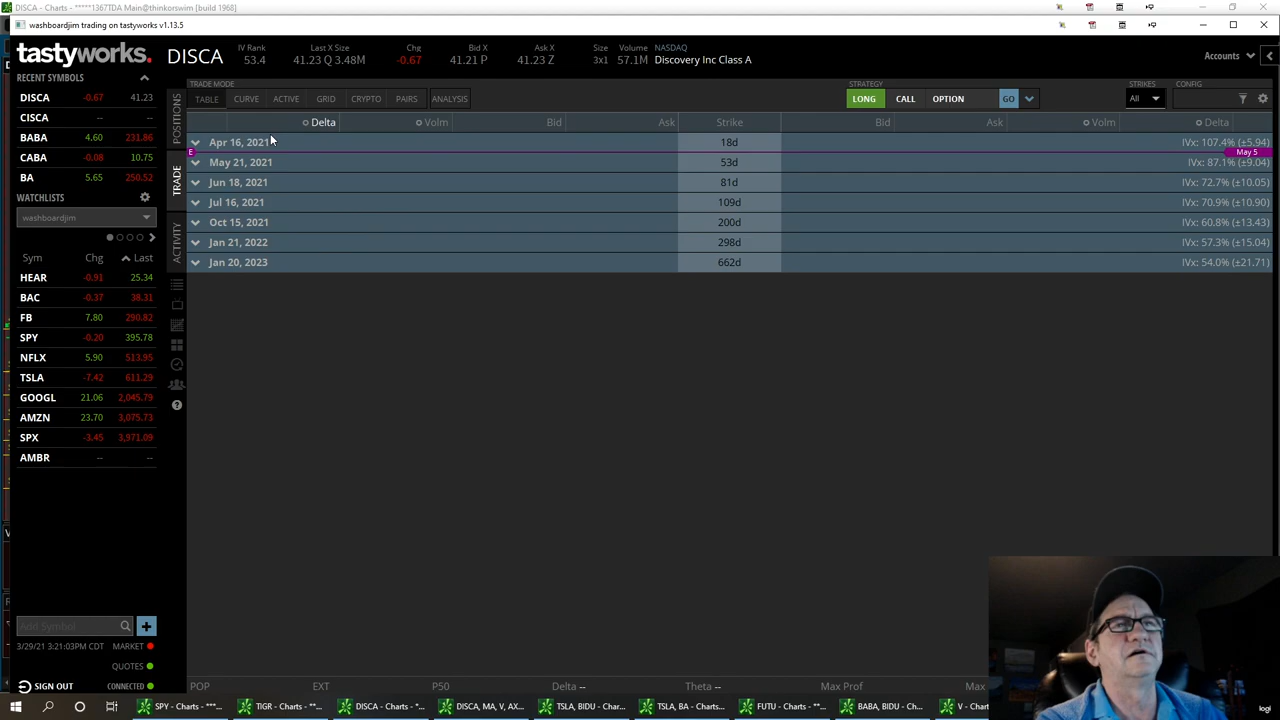 DISCA - Charts - *****1367TDA Main@thinkorswim [build 1968]
washboardjim trading on tastyworks v1.13.5
tastyworks.
DISCA
IV Rank
53.4
Last X Size
41.23 Q 3.48M
Chg
-0.67
Bid X
41.21 P
Ask X
41.23 Z
Size
3x1
Volume
57.1M
NASDAQ
Discovery Inc Class A
Accounts
RECENT SYMBOLS
DISCA -0.67 41.23
CISCA -- --
BABA 4.60 231.86
CABA -0.08 10.75
BA 5.65 250.52
WATCHLISTS
washboardjim
Sym Chg Last
HEAR -0.91 25.34
BAC -0.37 38.31
FB 7.80 290.82
SPY -0.20 395.78
NFLX 5.90 513.95
TSLA -7.42 611.29
GOOGL 21.06 2,045.79
AMZN 23.70 3,075.73
SPX -3.45 3,971.09
AMBR -- --
Add Symbol
3/29/21 3:21:03PM CDT MARKET
QUOTES
SIGN OUT CONNECTED
POSITIONS
TRADE
ACTIVITY
TRADE MODE
TABLE CURVE ACTIVE GRID CRYPTO PAIRS ANALYSIS
STRATEGY
LONG CALL OPTION GO
STRIKES
All
CONFIG
Delta Volm Bid Ask Strike Bid Ask Volm Delta
Apr 16, 2021 18d IVx: 107.4% (±5.94)
E May 5
May 21, 2021 53d IVx: 87.1% (±9.04)
Jun 18, 2021 81d IVx: 72.7% (±10.05)
Jul 16, 2021 109d IVx: 70.9% (±10.90)
Oct 15, 2021 200d IVx: 60.8% (±13.43)
Jan 21, 2022 298d IVx: 57.3% (±15.04)
Jan 20, 2023 662d IVx: 54.0% (±21.71)
POP EXT P50 Delta -- Theta -- Max Prof Max
SPY - Charts - ***... TIGR - Charts - **... DISCA - Charts - *... DISCA, MA, V, AX... TSLA, BIDU - Char... TSLA, BA - Charts... FUTU - Charts - **... BABA, BIDU - Char... V - Charts
logi